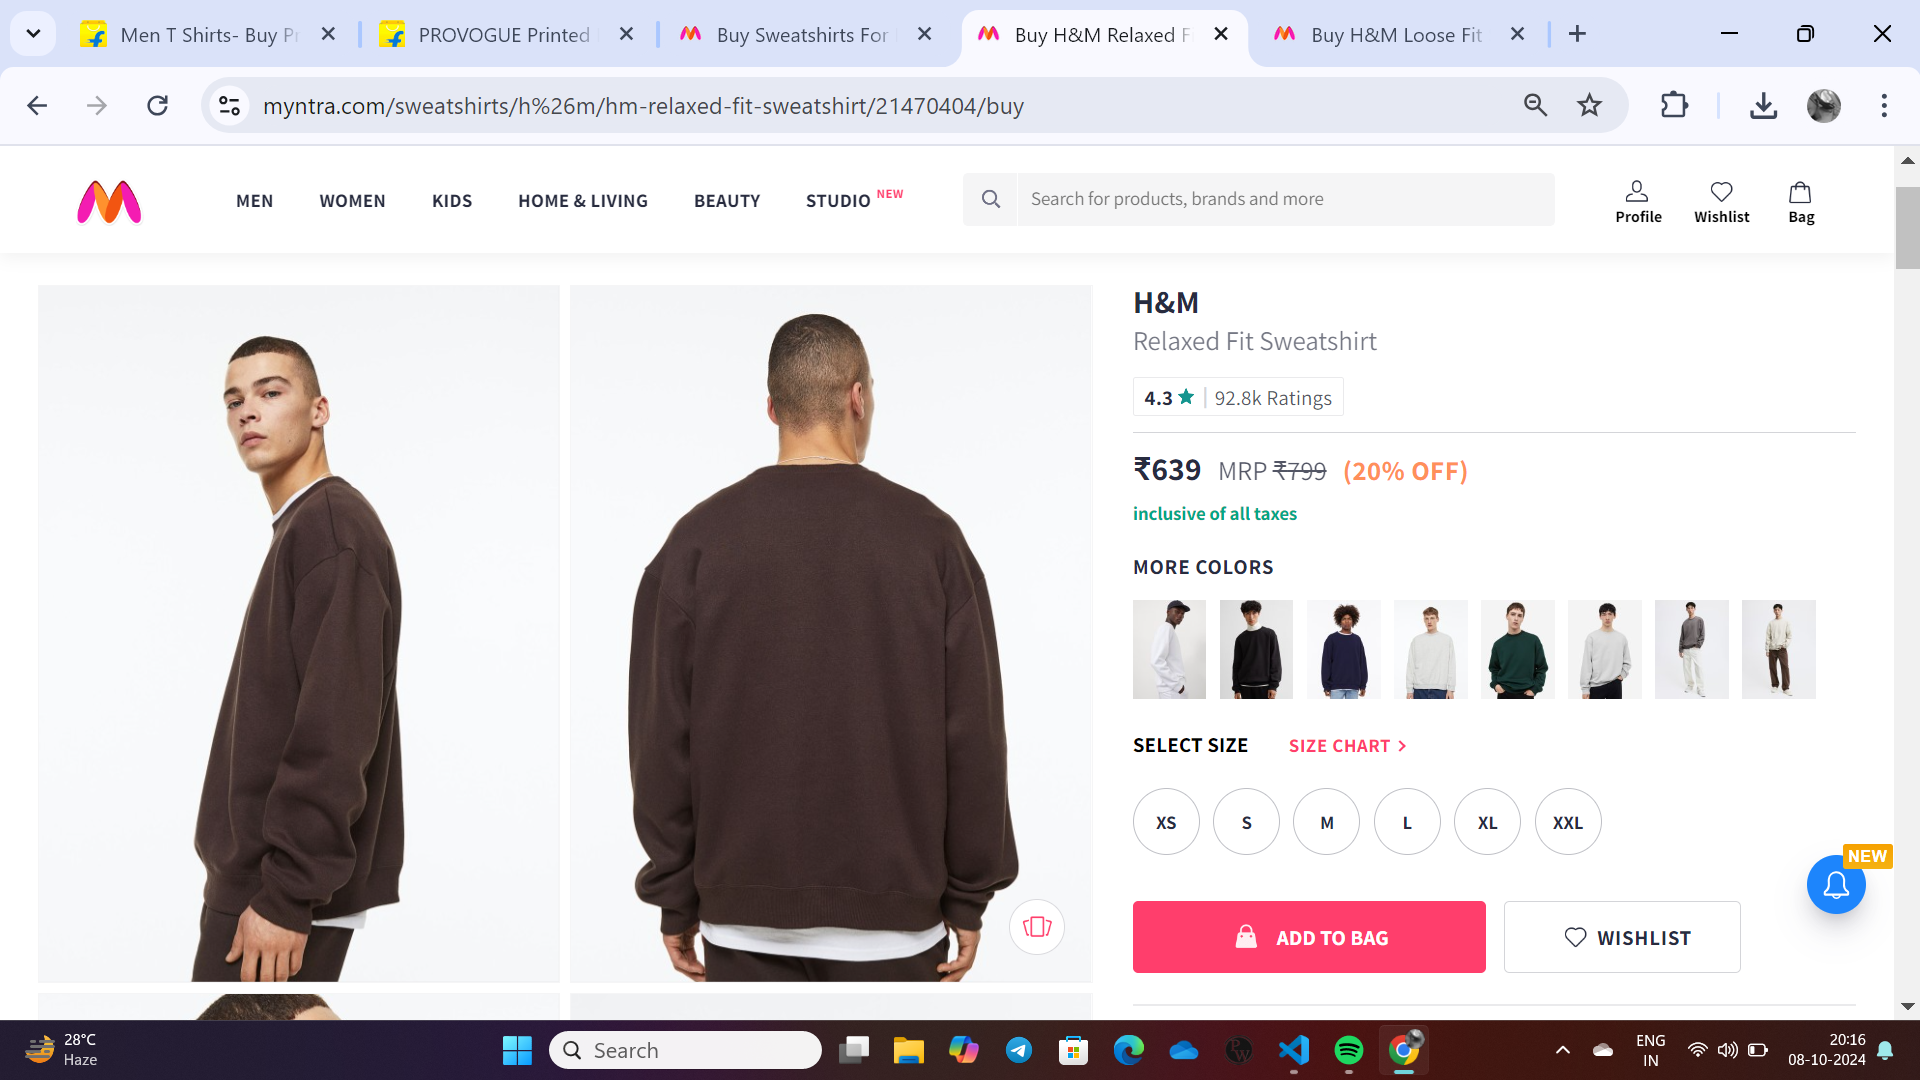 Men T Shirts- Buy Pr
PROVOGUE Printed
Buy Sweatshirts For
Buy H&M Relaxed F
Buy H&M Loose Fit
myntra.com/sweatshirts/h%26m/hm-relaxed-fit-sweatshirt/21470404/buy
MEN
WOMEN
KIDS
HOME & LIVING
BEAUTY
STUDIO NEW
Search for products, brands and more
Profile
Wishlist
Bag
H&M
Relaxed Fit Sweatshirt
4.3 | 92.8k Ratings
₹639 MRP ₹799 (20% OFF)
inclusive of all taxes
MORE COLORS
SELECT SIZE SIZE CHART >
XS S M L XL XXL
NEW
ADD TO BAG
WISHLIST
28°C
Haze
Search
ENG
IN
20:16
08-10-2024